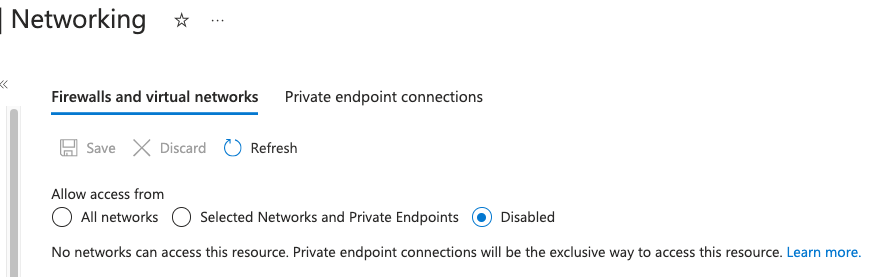 Networking ☆ ...
«
Firewalls and virtual networks Private endpoint connections
Save Discard Refresh
Allow access from
All networks Selected Networks and Private Endpoints Disabled
No networks can access this resource. Private endpoint connections will be the exclusive way to access this resource. Learn more.